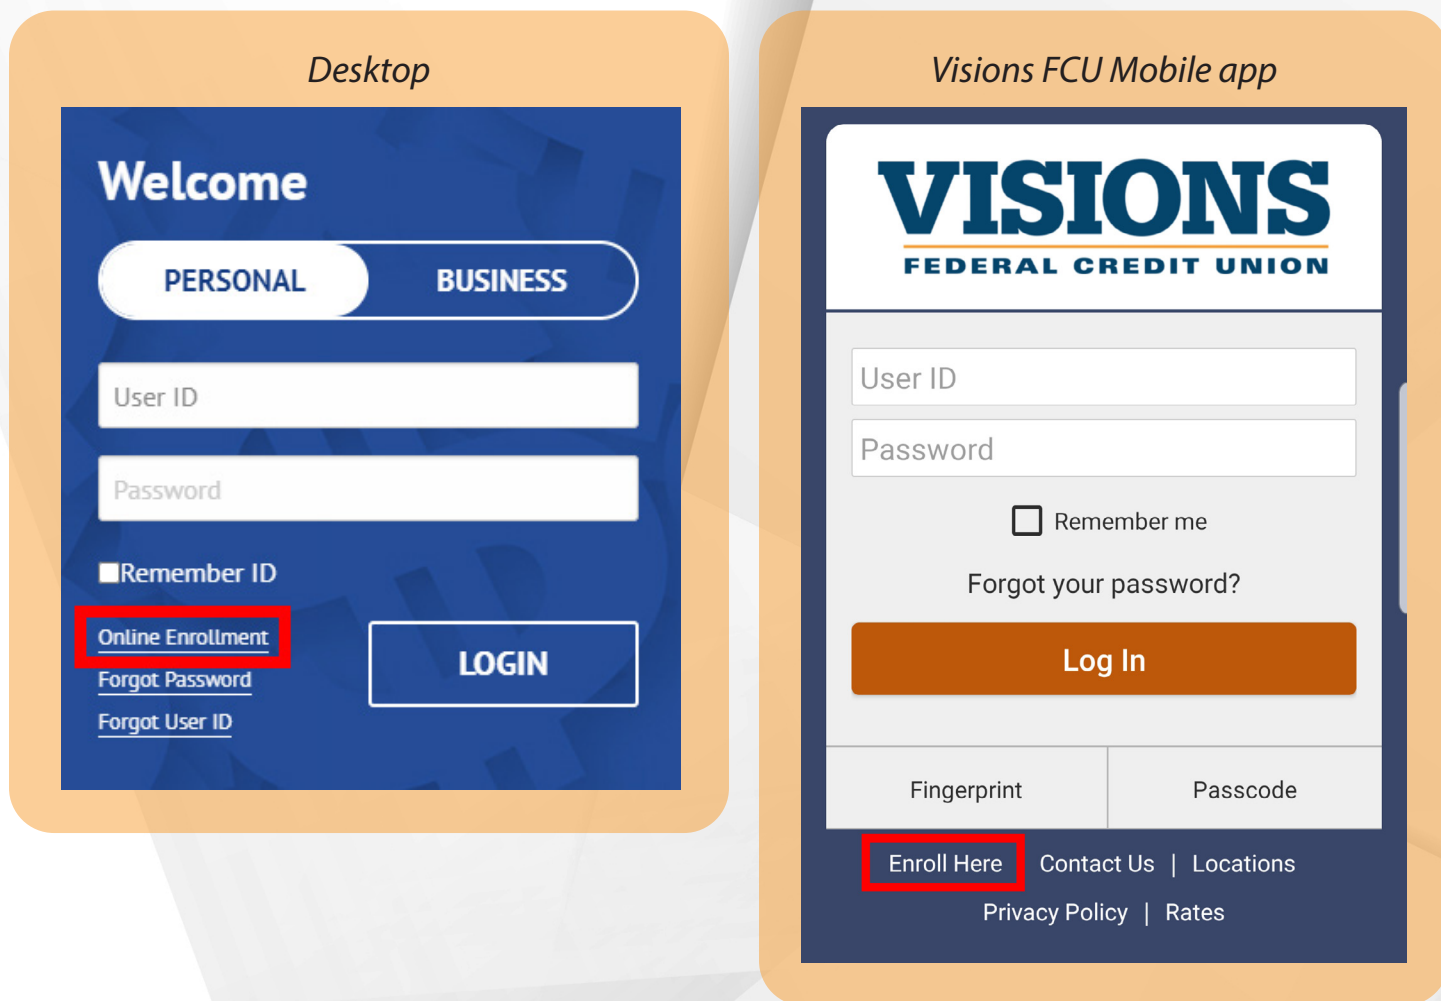 Desktop
Welcome
PERSONAL BUSINESS
User ID
Password
Remember ID
Online Enrollment
Forgot Password
Forgot User ID
LOGIN
Visions FCU Mobile app
VISIONS
FEDERAL CREDIT UNION
User ID
Password
Remember me
Forgot your password?
Log In
Fingerprint Passcode
Enroll Here Contact Us | Locations
Privacy Policy | Rates